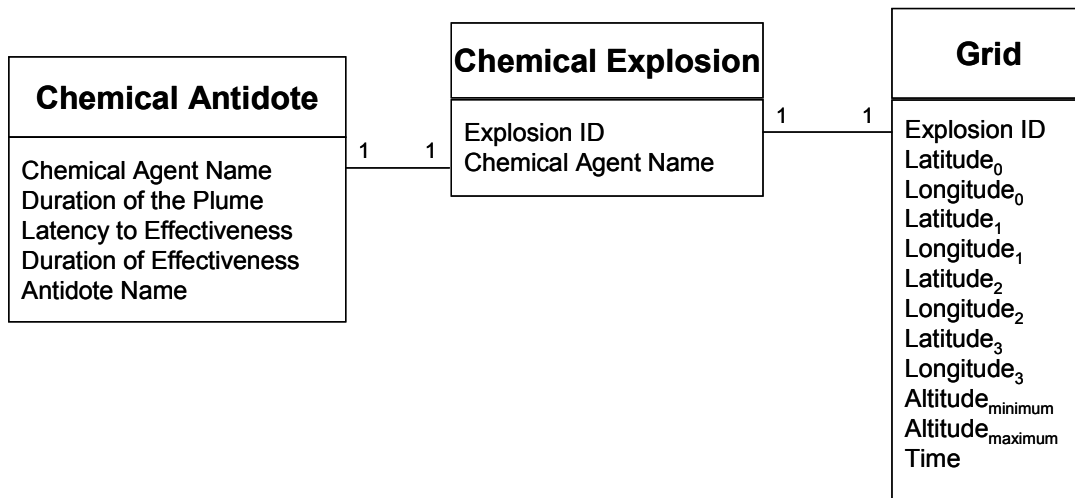 Chemical Antidote
Chemical Agent Name
Duration of the Plume
Latency to Effectiveness
Duration of Effectiveness
Antidote Name
1 1
Chemical Explosion
Explosion ID
Chemical Agent Name
1 1
Grid
Explosion ID
Latitude₀
Longitude₀
Latitude₁
Longitude₁
Latitude₂
Longitude₂
Latitude₃
Longitude₃
Altitudeminimum
Altitudemaximum
Time